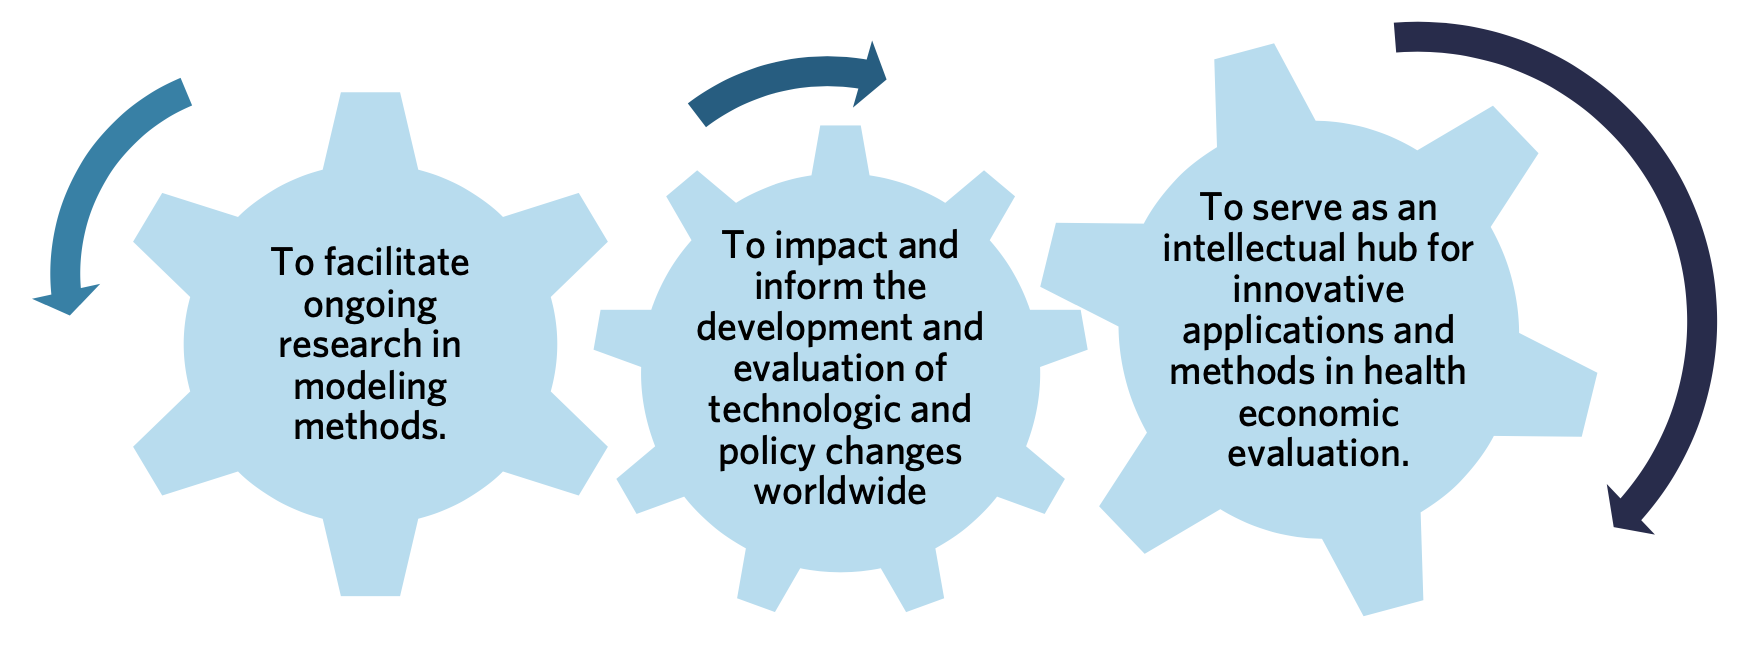 To facilitate
ongoing
research in
modeling
methods.
To impact and
inform the
development and
evaluation of
technologic and
policy changes
worldwide
To serve as an
intellectual hub for
innovative
applications and
methods in health
economic
evaluation.